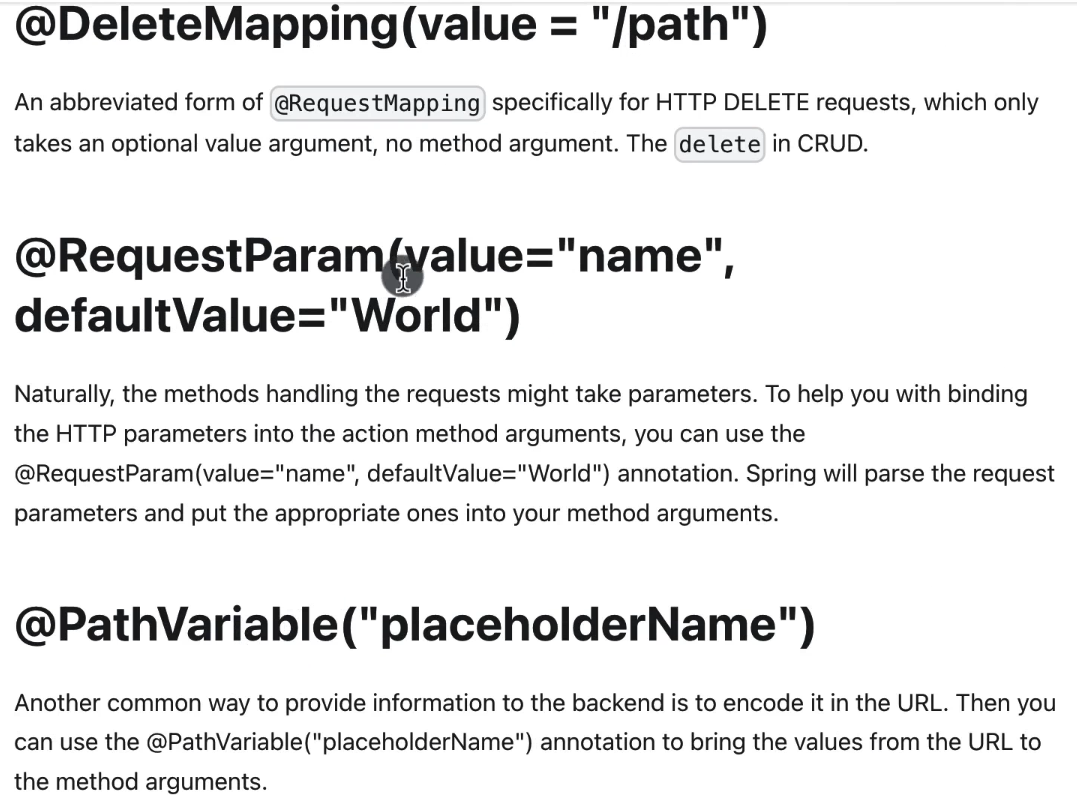 @DeleteMapping(value = "/path")
An abbreviated form of @RequestMapping specifically for HTTP DELETE requests, which only
takes an optional value argument, no method argument. The delete in CRUD.
@RequestParam(value="name",
defaultValue="World")
Naturally, the methods handling the requests might take parameters. To help you with binding
the HTTP parameters into the action method arguments, you can use the
@RequestParam(value="name", defaultValue="World") annotation. Spring will parse the request
parameters and put the appropriate ones into your method arguments.
@PathVariable("placeholderName")
Another common way to provide information to the backend is to encode it in the URL. Then you
can use the @PathVariable("placeholderName") annotation to bring the values from the URL to
the method arguments.